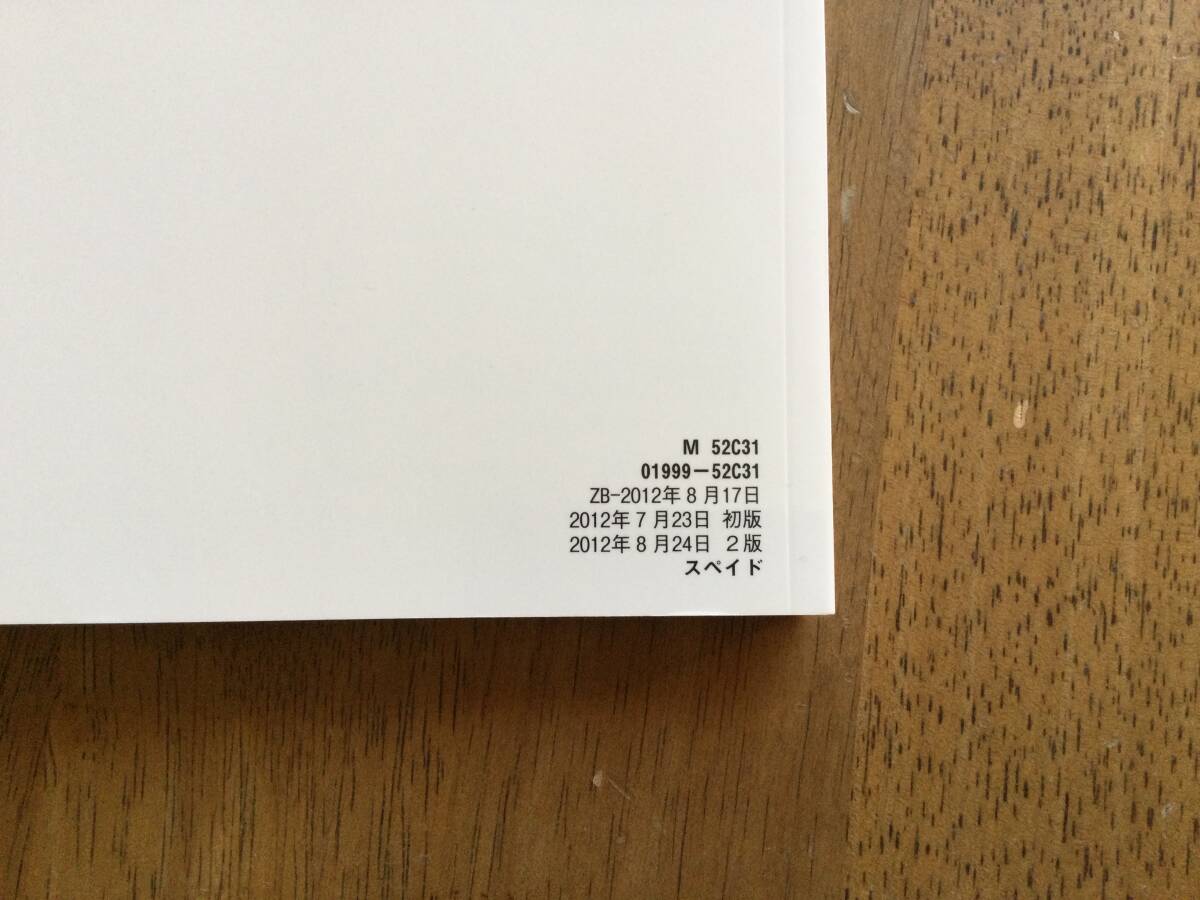 M 52C31
01999-52C31
ZB-2012年8月17日
2012年7月23日 初版
2012年8月24日 2版
スペイド